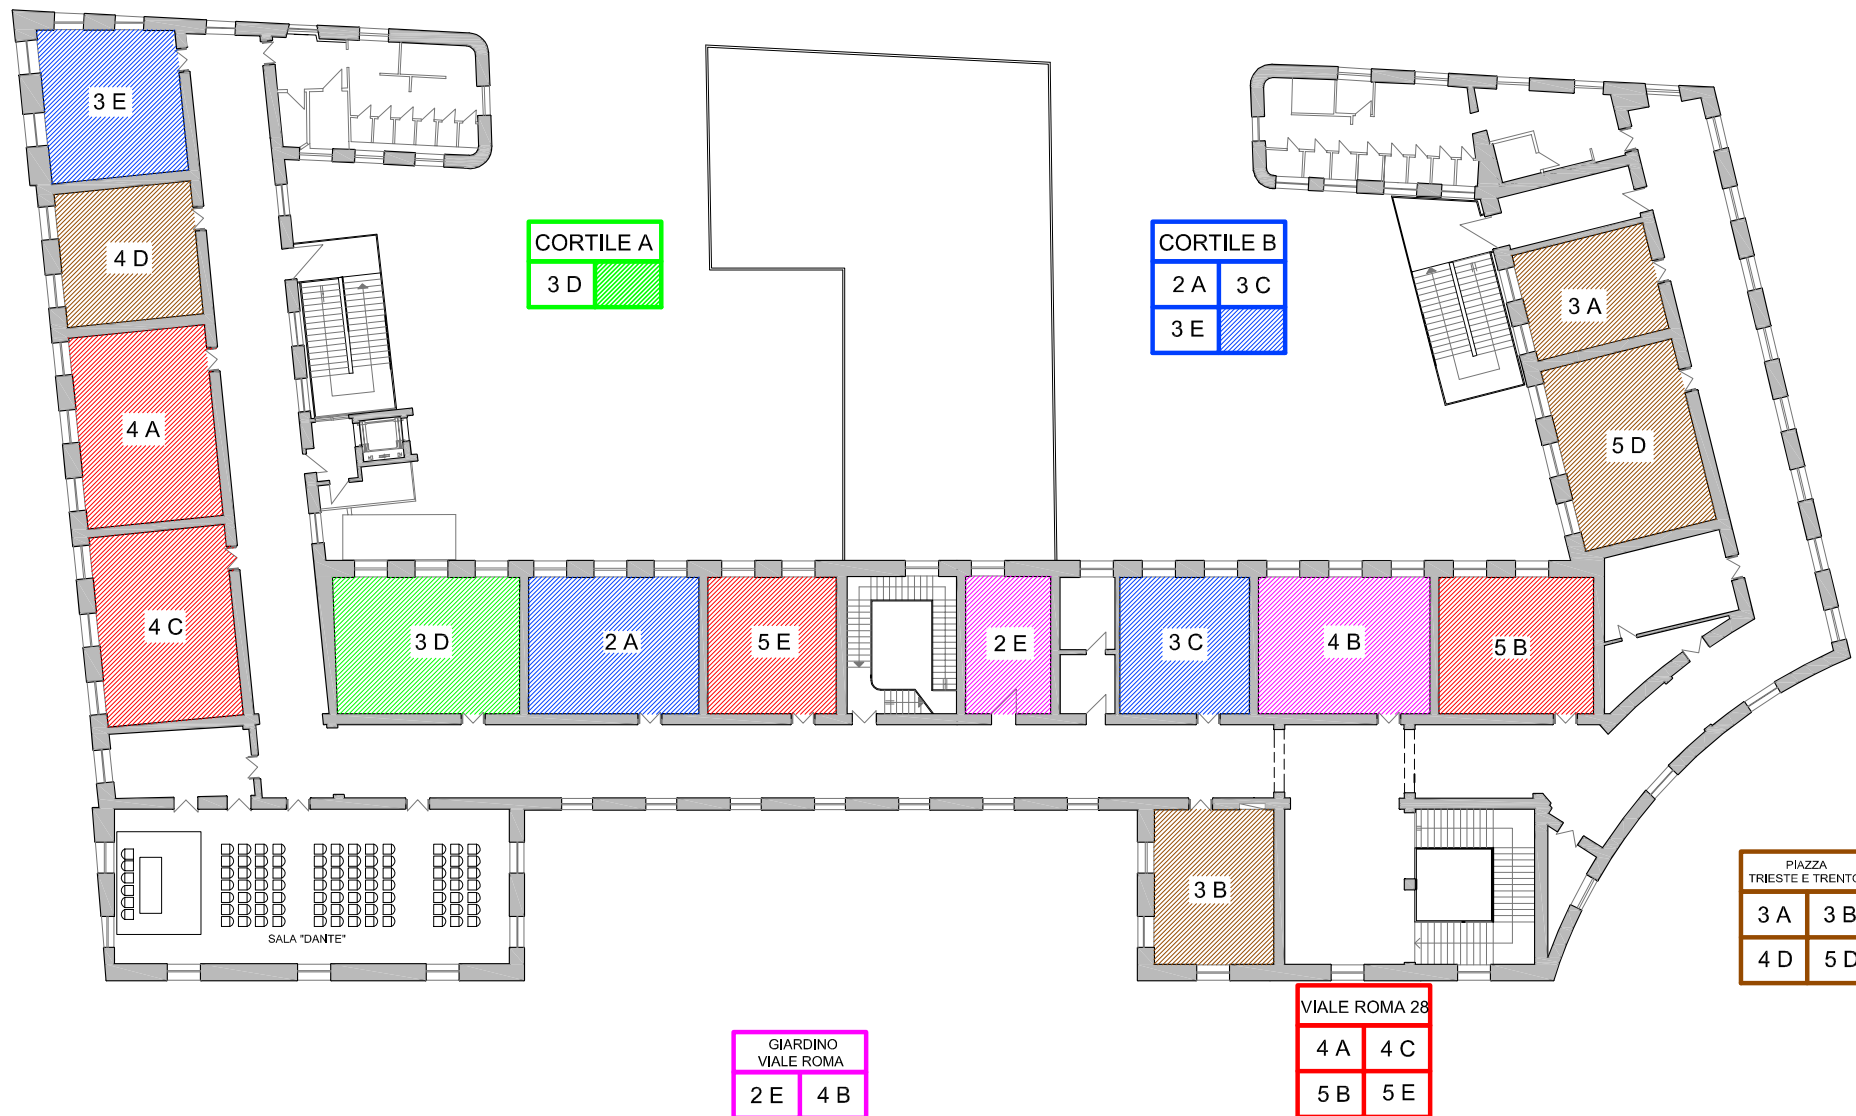 3 E
4 D
4 A
4 C
CORTILE A
3 D
CORTILE B
2 A 3 C
3 E
3 A
5 D
3 D
2 A
5 E
2 E
3 C
4 B
5 B
3 B
SALA "DANTE"
PIAZZA
TRIESTE E TRENTO
3 A 3 B
4 D 5 D
VIALE ROMA 28
4 A 4 C
5 B 5 E
GIARDINO
VIALE ROMA
2 E 4 B